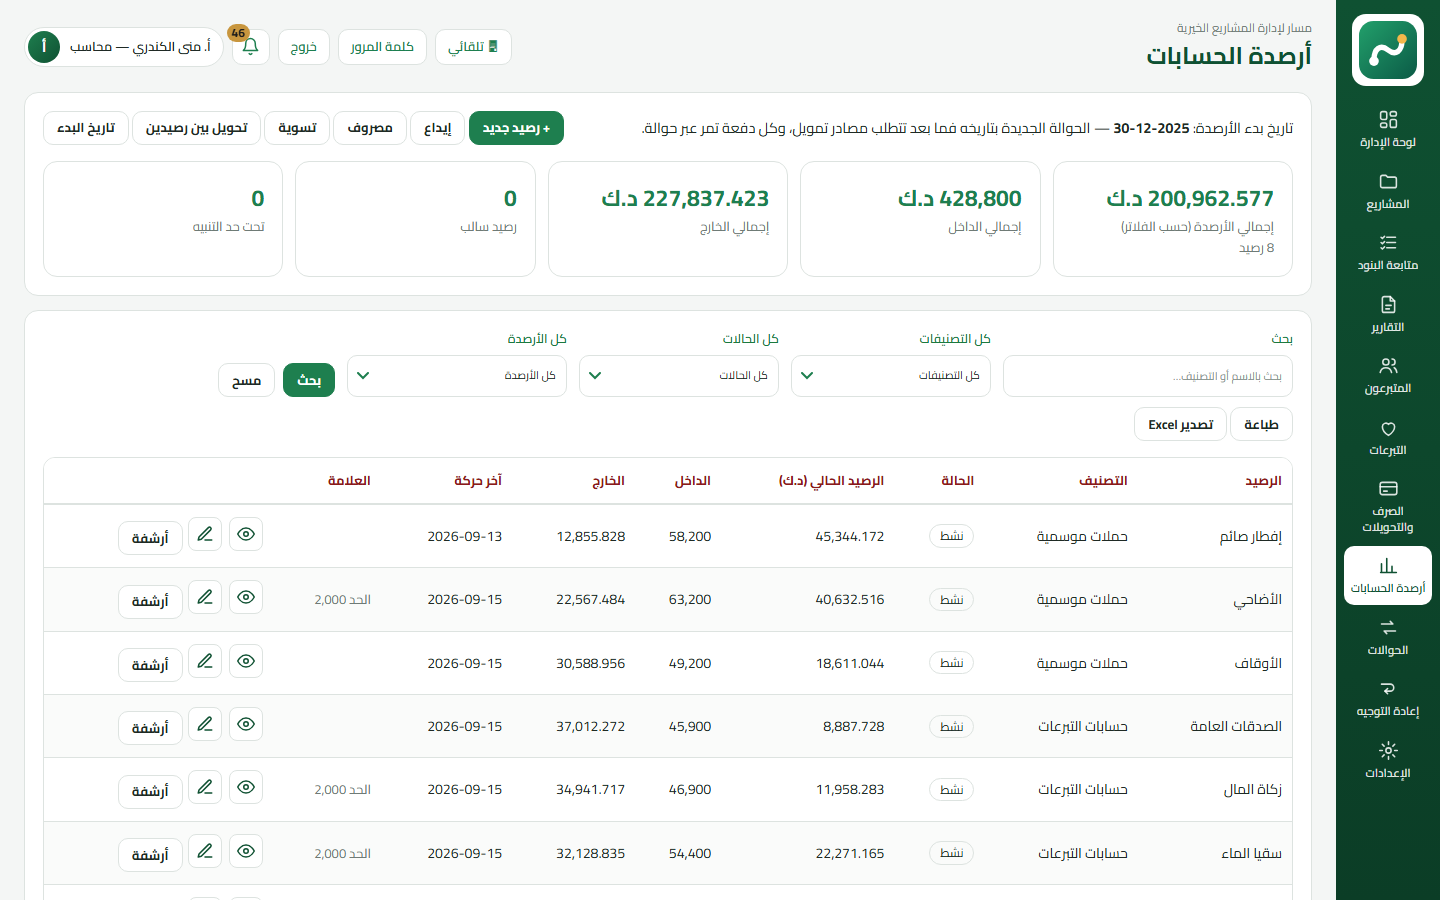 مسار لإدارة المشاريع الخيرية
أرصدة الحسابات
تلقائي
كلمة المرور
خروج
46
أ. منى الكندري — محاسب
أ
لوحة الإدارة
المشاريع
متابعة البنود
التقارير
المتبرعون
التبرعات
الصرف
والتحويلات
أرصدة الحسابات
الحوالات
إعادة التوجيه
الإعدادات
تاريخ بدء الأرصدة: 2025-12-30 — الحوالة الجديدة بتاريخه فما بعد تتطلب مصادر تمويل، وكل دفعة تمر عبر حوالة.
+ رصيد جديد
إيداع
مصروف
تسوية
تحويل بين رصيدين
تاريخ البدء
200,962.577 د.ك
إجمالي الأرصدة (حسب الفلاتر)
8 رصيد
428,800 د.ك
إجمالي الداخل
227,837.423 د.ك
إجمالي الخارج
0
رصيد سالب
0
تحت حد التنبيه
بحث
كل التصنيفات
كل الحالات
كل الأرصدة
بحث بالاسم أو التصنيف...
كل التصنيفات
كل الحالات
كل الأرصدة
بحث
مسح
طباعة
تصدير Excel
الرصيد التصنيف الحالة الرصيد الحالي (د.ك) الداخل الخارج آخر حركة العلامة
إفطار صائم حملات موسمية نشط 45,344.172 58,200 12,855.828 2026-09-13 أرشفة
الأضاحي حملات موسمية نشط 40,632.516 63,200 22,567.484 2026-09-15 الحد 2,000 أرشفة
الأوقاف حملات موسمية نشط 18,611.044 49,200 30,588.956 2026-09-15 أرشفة
الصدقات العامة حسابات التبرعات نشط 8,887.728 45,900 37,012.272 2026-09-15 أرشفة
زكاة المال حسابات التبرعات نشط 11,958.283 46,900 34,941.717 2026-09-15 الحد 2,000 أرشفة
سقيا الماء حسابات التبرعات نشط 22,271.165 54,400 32,128.835 2026-09-15 الحد 2,000 أرشفة